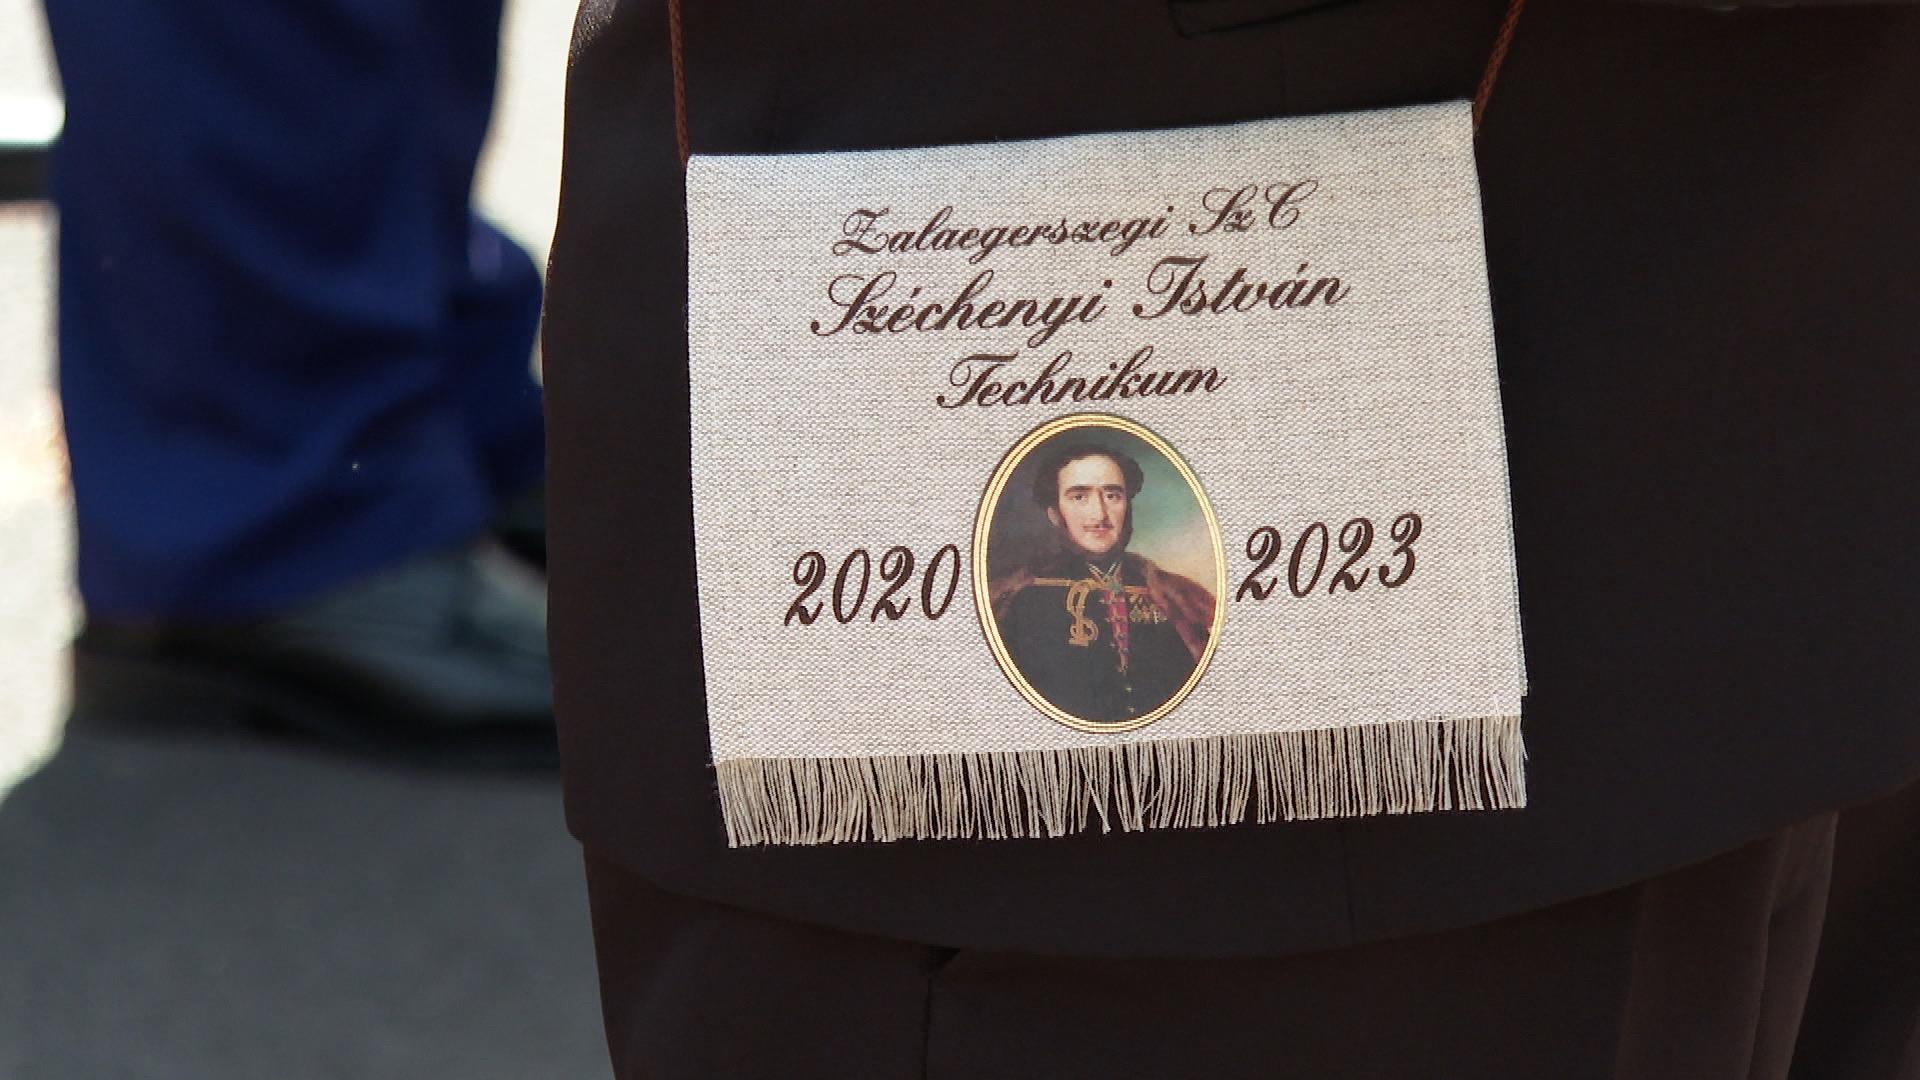 Zalaegerszegi SzC
Széchenyi István
Technikum
2020 2023